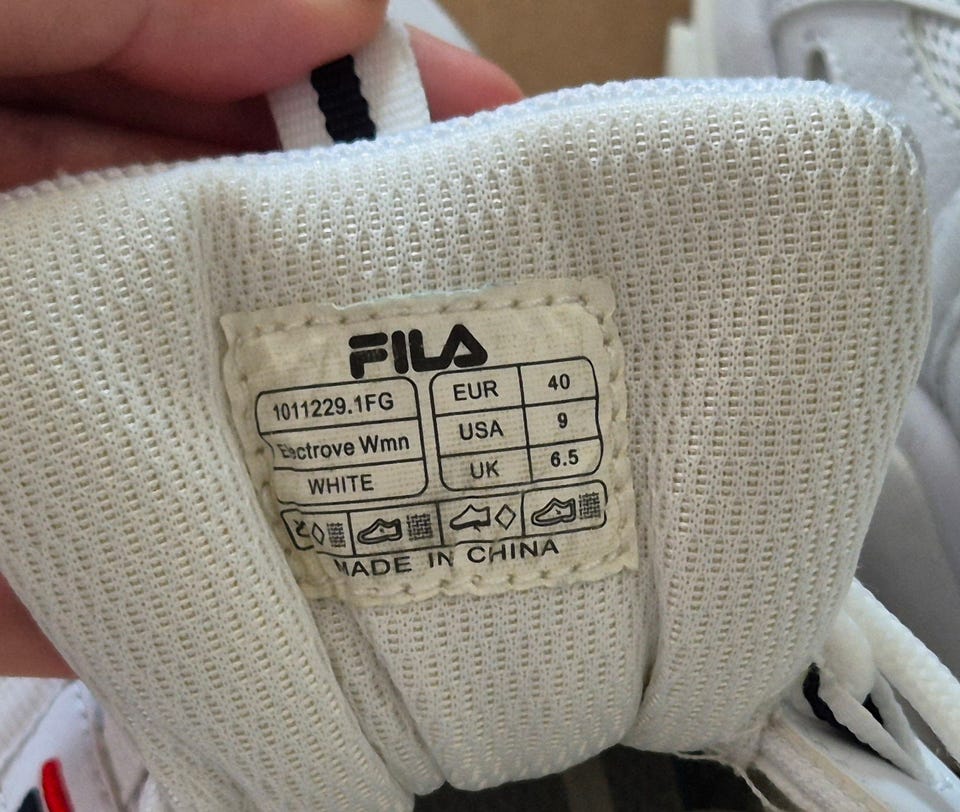 FILA
1011229.1FG
Electrove Wmn
WHITE
EUR 40
USA 9
UK 6.5
MADE IN CHINA